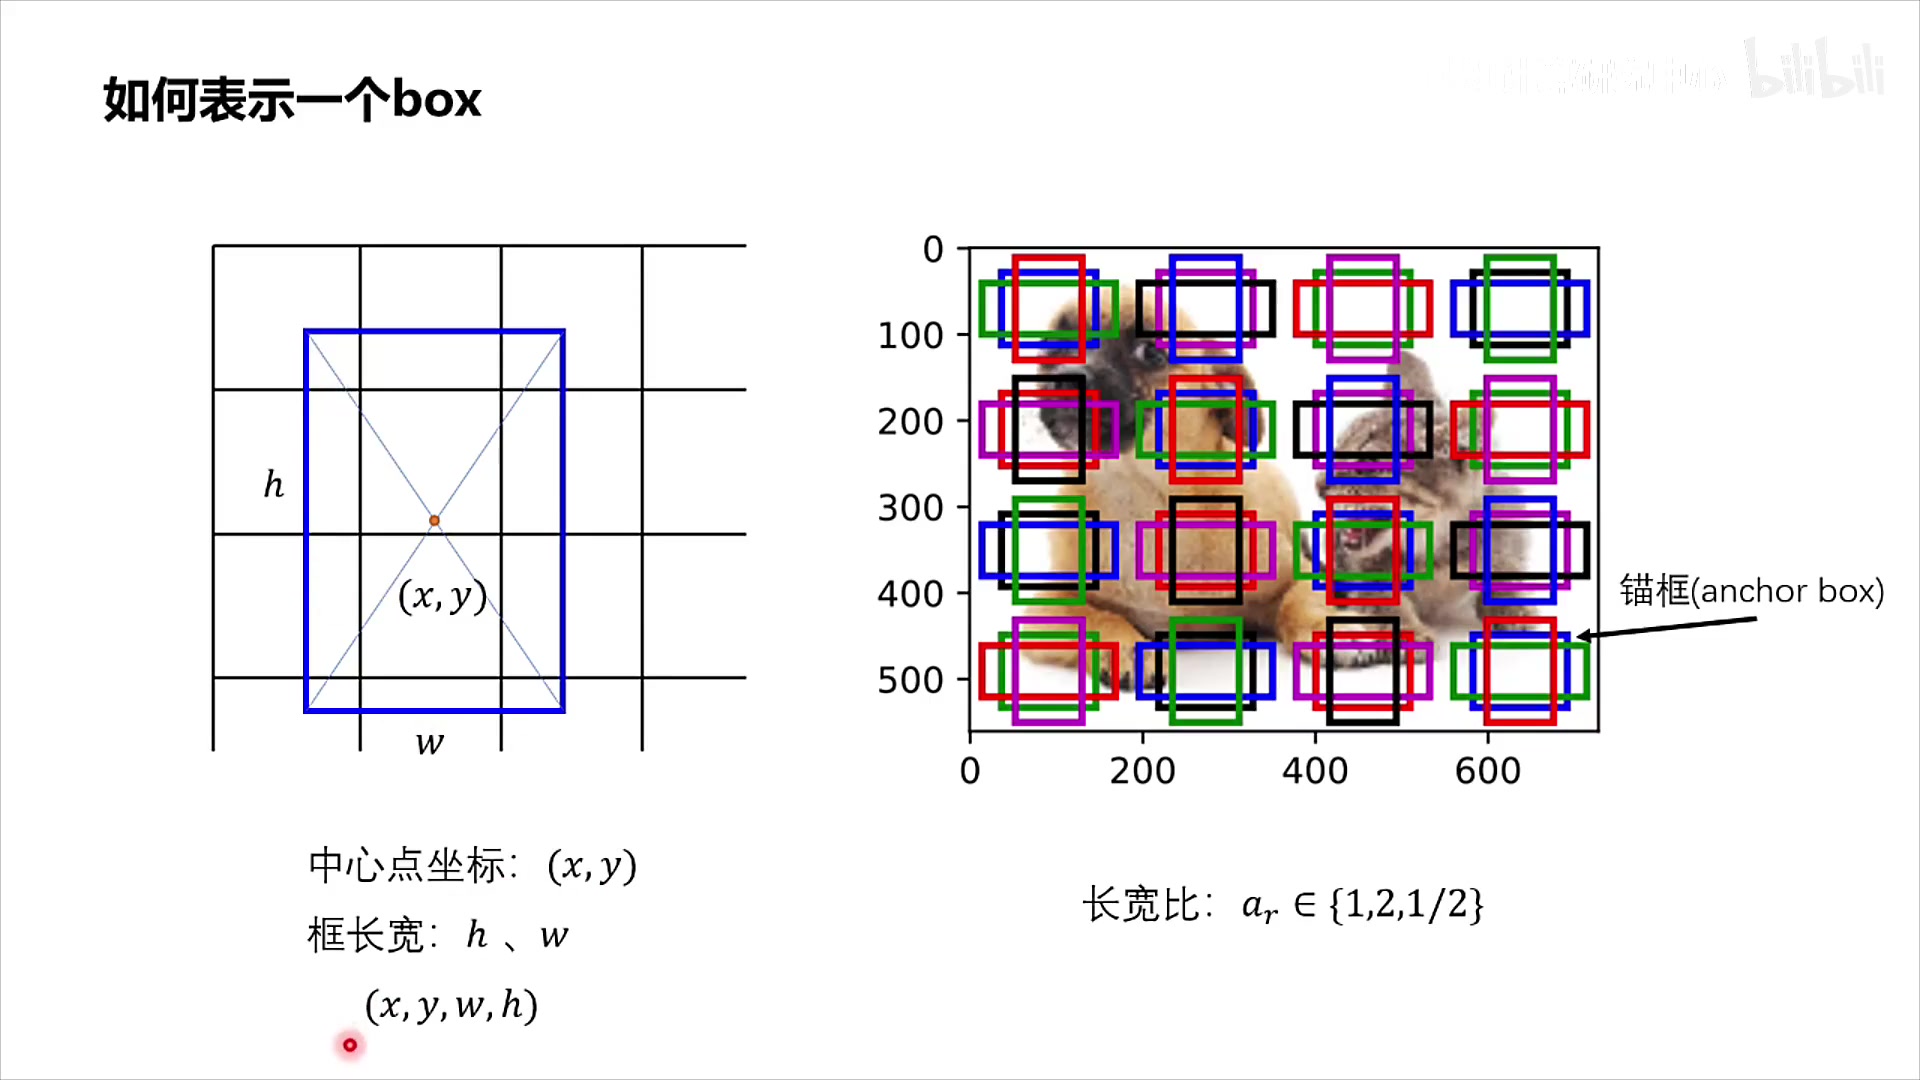 如何表示一个box
bilibili
h
(x, y)
w
中心点坐标：(x, y)
框长宽：h 、w
(x, y, w, h)
0
100
200
300
400
500
0 200 400 600
锚框(anchor box)
长宽比：aᵣ ∈ {1,2,1/2}